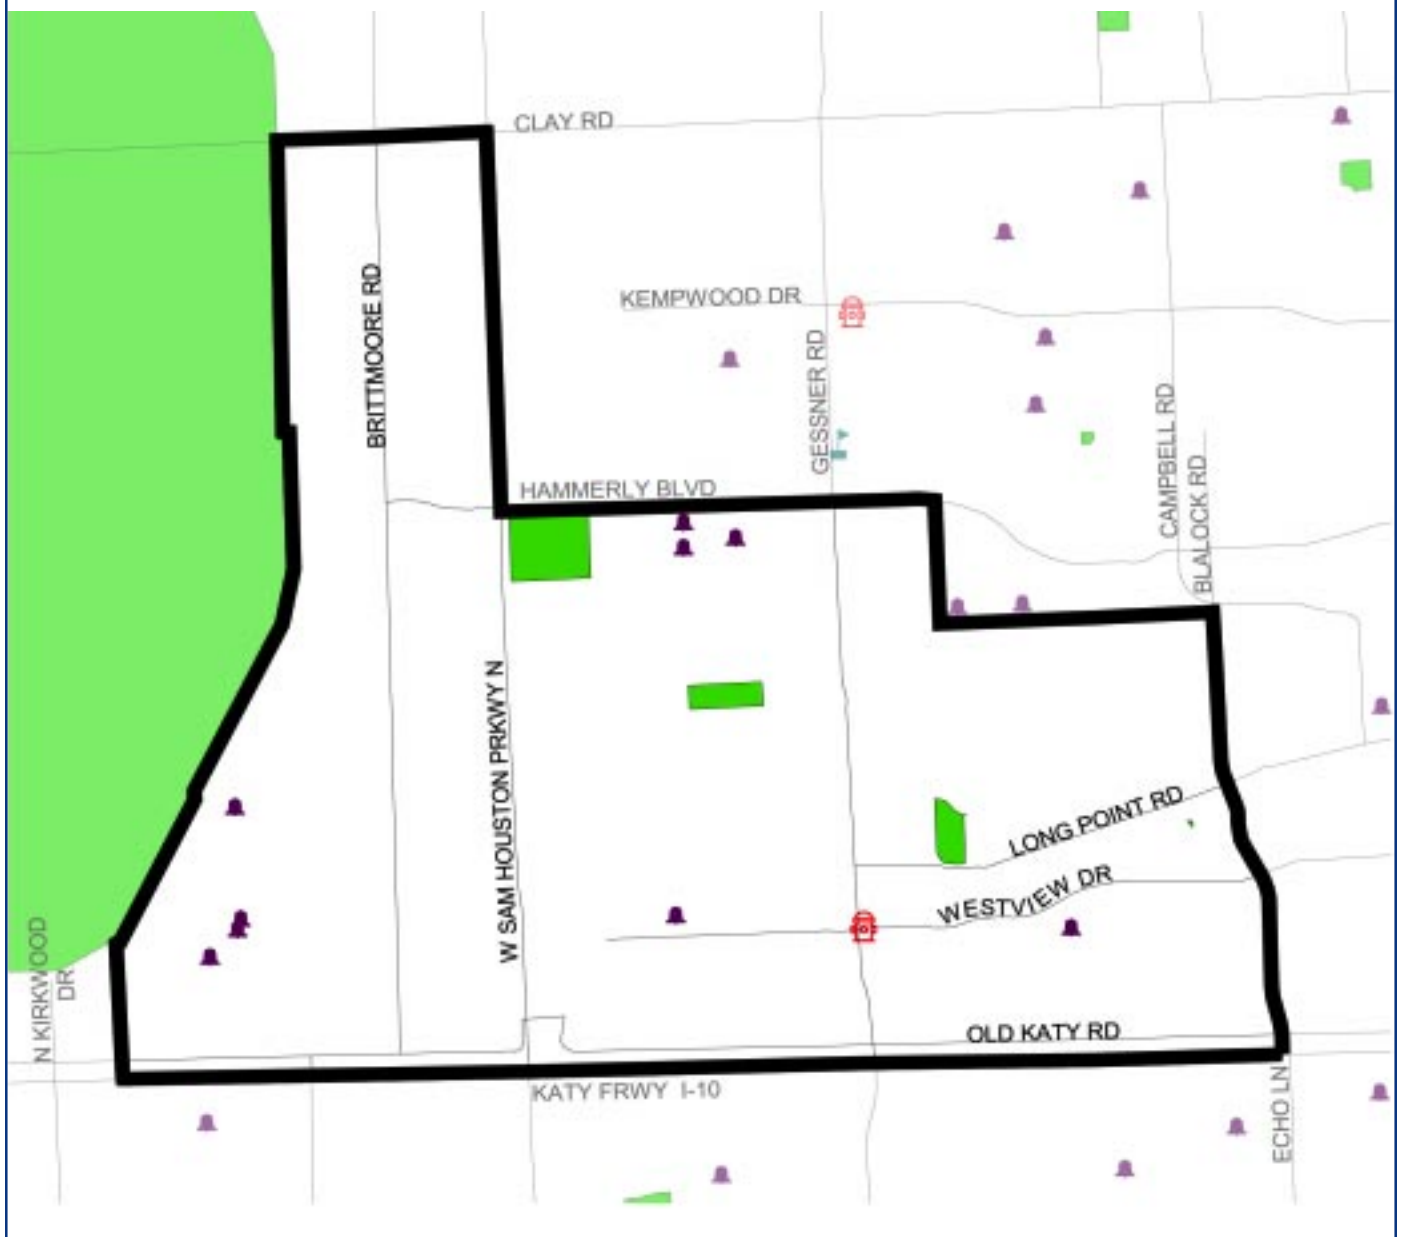 CLAY RD
KEMPWOOD DR
BRITTMOORE RD
GESSNER RD
CAMPBELL RD
BLALOCK RD
HAMMERLY BLVD
W SAM HOUSTON PRKWY N
LONG POINT RD
WESTVIEW DR
N KIRKWOOD
DR
OLD KATY RD
KATY FRWY I-10
ECHO LN